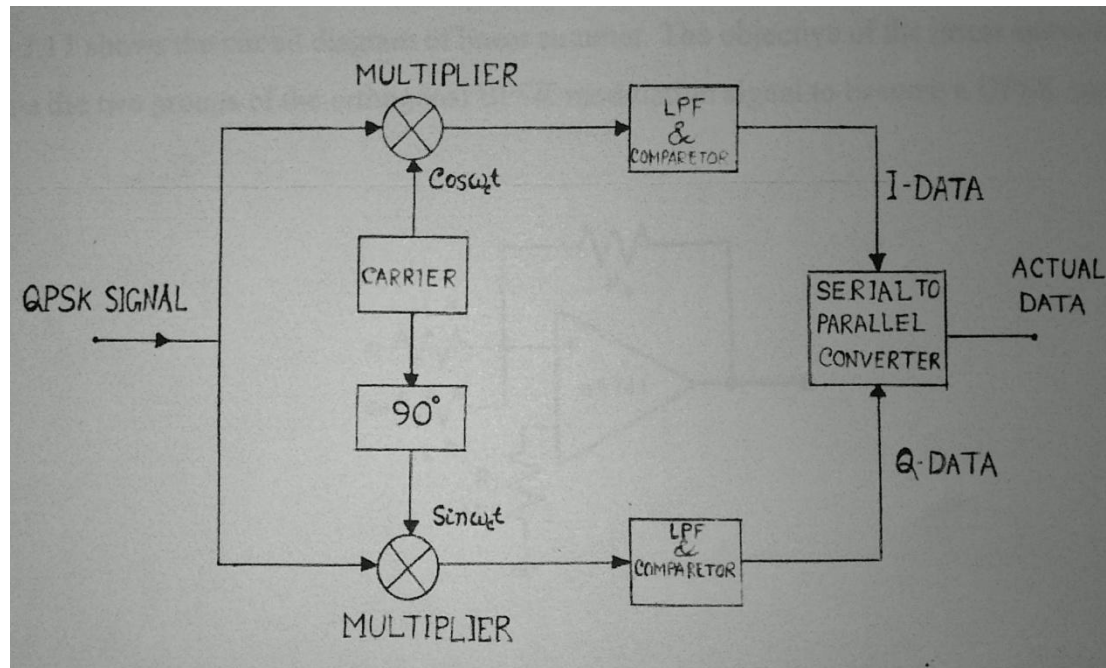 MULTIPLIER
LPF
&
COMPARETOR
Cosωct
I-DATA
CARRIER
QPSK SIGNAL
SERIAL TO
PARALLEL
CONVERTER
ACTUAL
DATA
90°
Q-DATA
Sinωct
LPF
&
COMPARETOR
MULTIPLIER